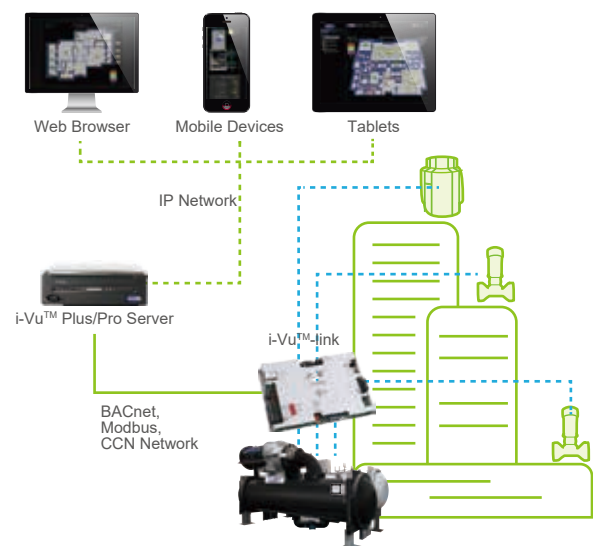 Web Browser
Mobile Devices
Tablets
IP Network
i-Vu™ Plus/Pro Server
i-Vu™-link
BACnet,
Modbus,
CCN Network